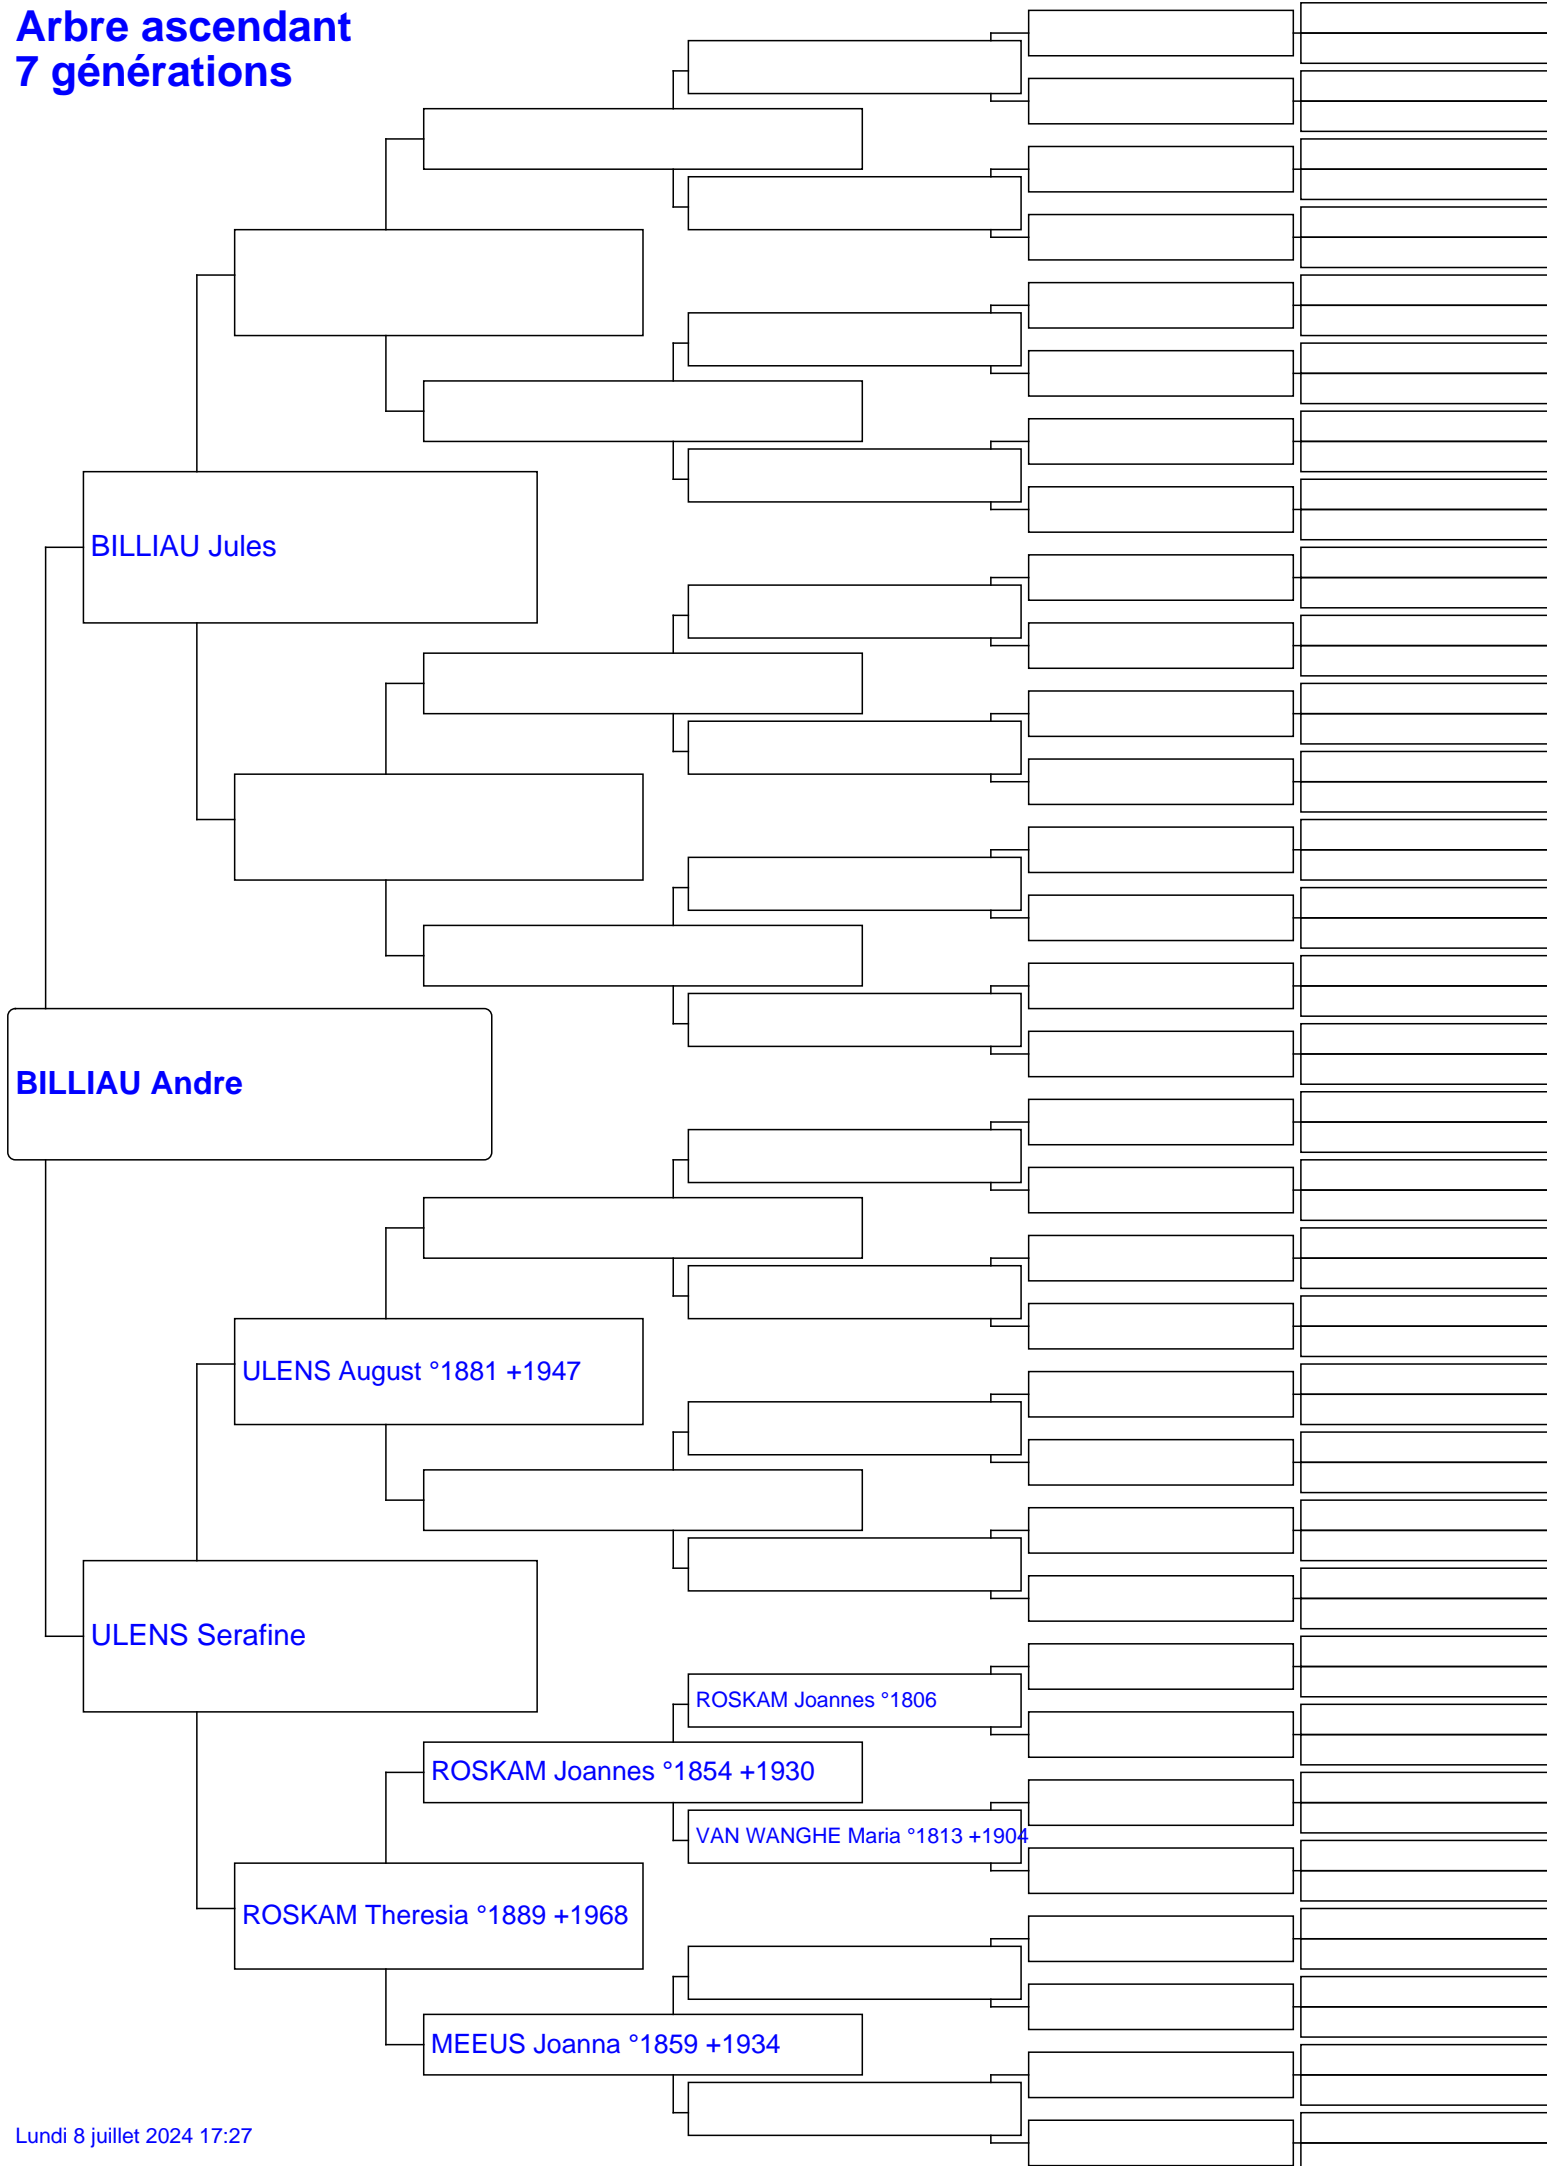 Arbre ascendant
7 générations
BILLIAU Jules
BILLIAU Andre
ULENS August °1881 +1947
ULENS Serafine
ROSKAM Joannes °1806
ROSKAM Joannes °1854 +1930
VAN WANGHE Maria °1813 +1904
ROSKAM Theresia °1889 +1968
MEEUS Joanna °1859 +1934
Lundi 8 juillet 2024 17:27